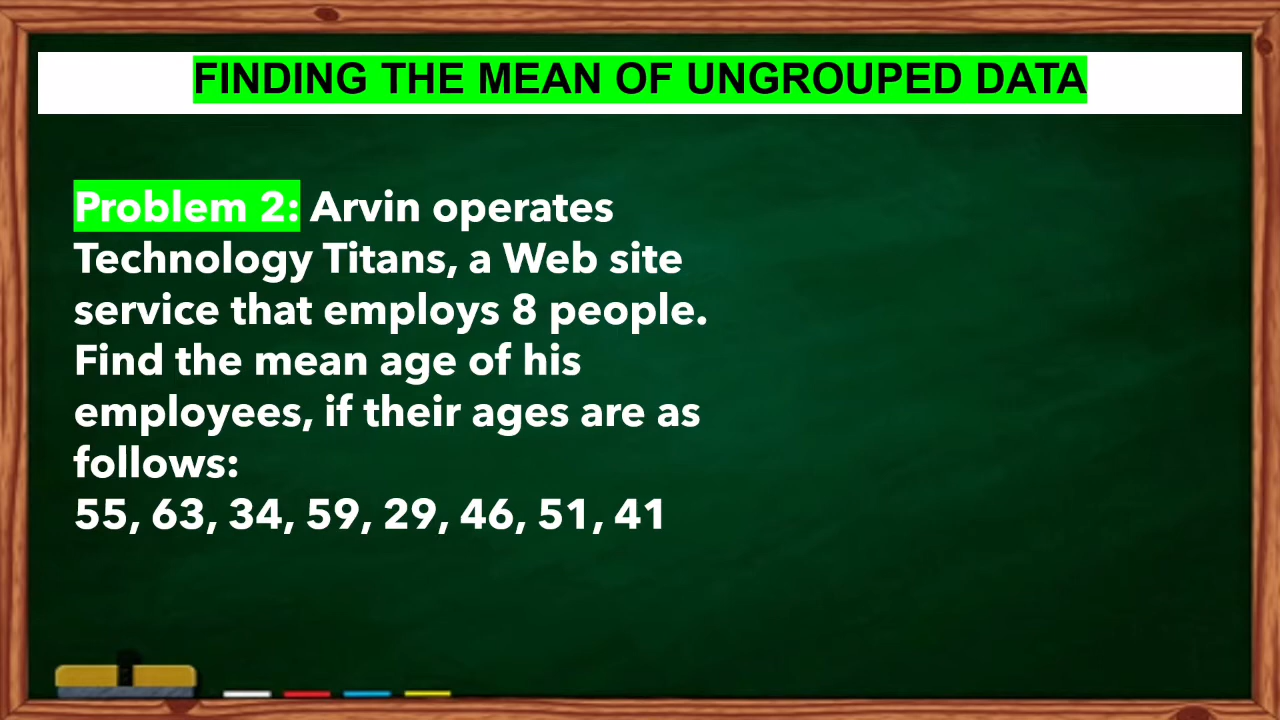 FINDING THE MEAN OF UNGROUPED DATA
Problem 2: Arvin operates
Technology Titans, a Web site
service that employs 8 people.
Find the mean age of his
employees, if their ages are as
follows:
55, 63, 34, 59, 29, 46, 51, 41